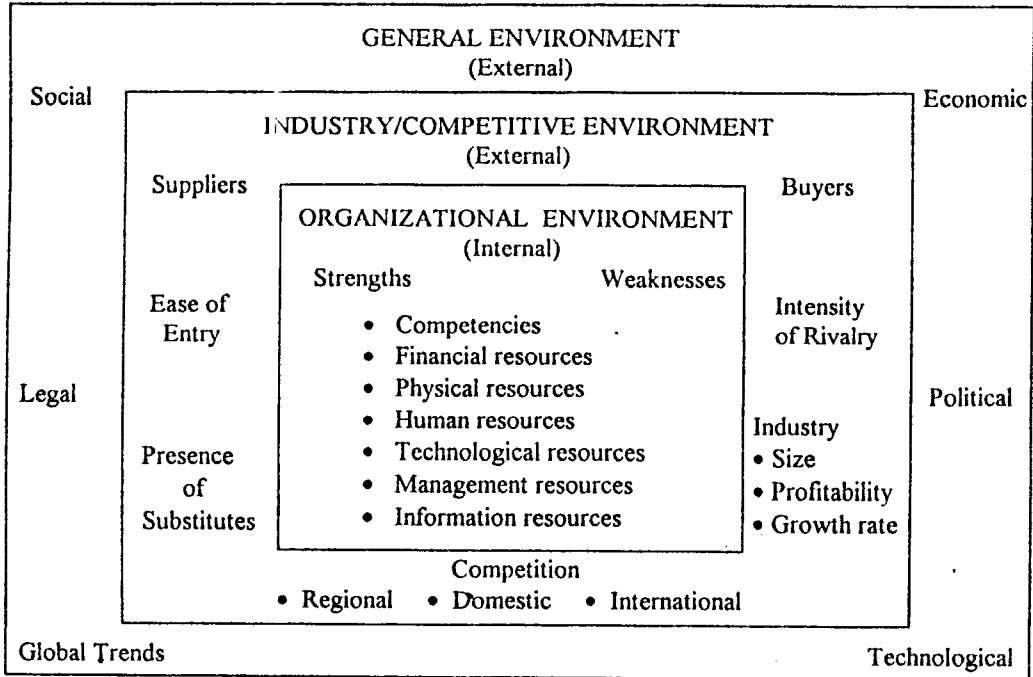 GENERAL ENVIRONMENT
(External)
Social
Economic
INDUSTRY/COMPETITIVE ENVIRONMENT
(External)
Suppliers
Buyers
ORGANIZATIONAL ENVIRONMENT
(Internal)
Strengths
Weaknesses
Ease of
Entry
Intensity
of Rivalry
• Competencies
• Financial resources
• Physical resources
• Human resources
• Technological resources
• Management resources
• Information resources
Legal
Political
Presence
of
Substitutes
Industry
• Size
• Profitability
• Growth rate
Competition
• Regional • Domestic • International
Global Trends
Technological